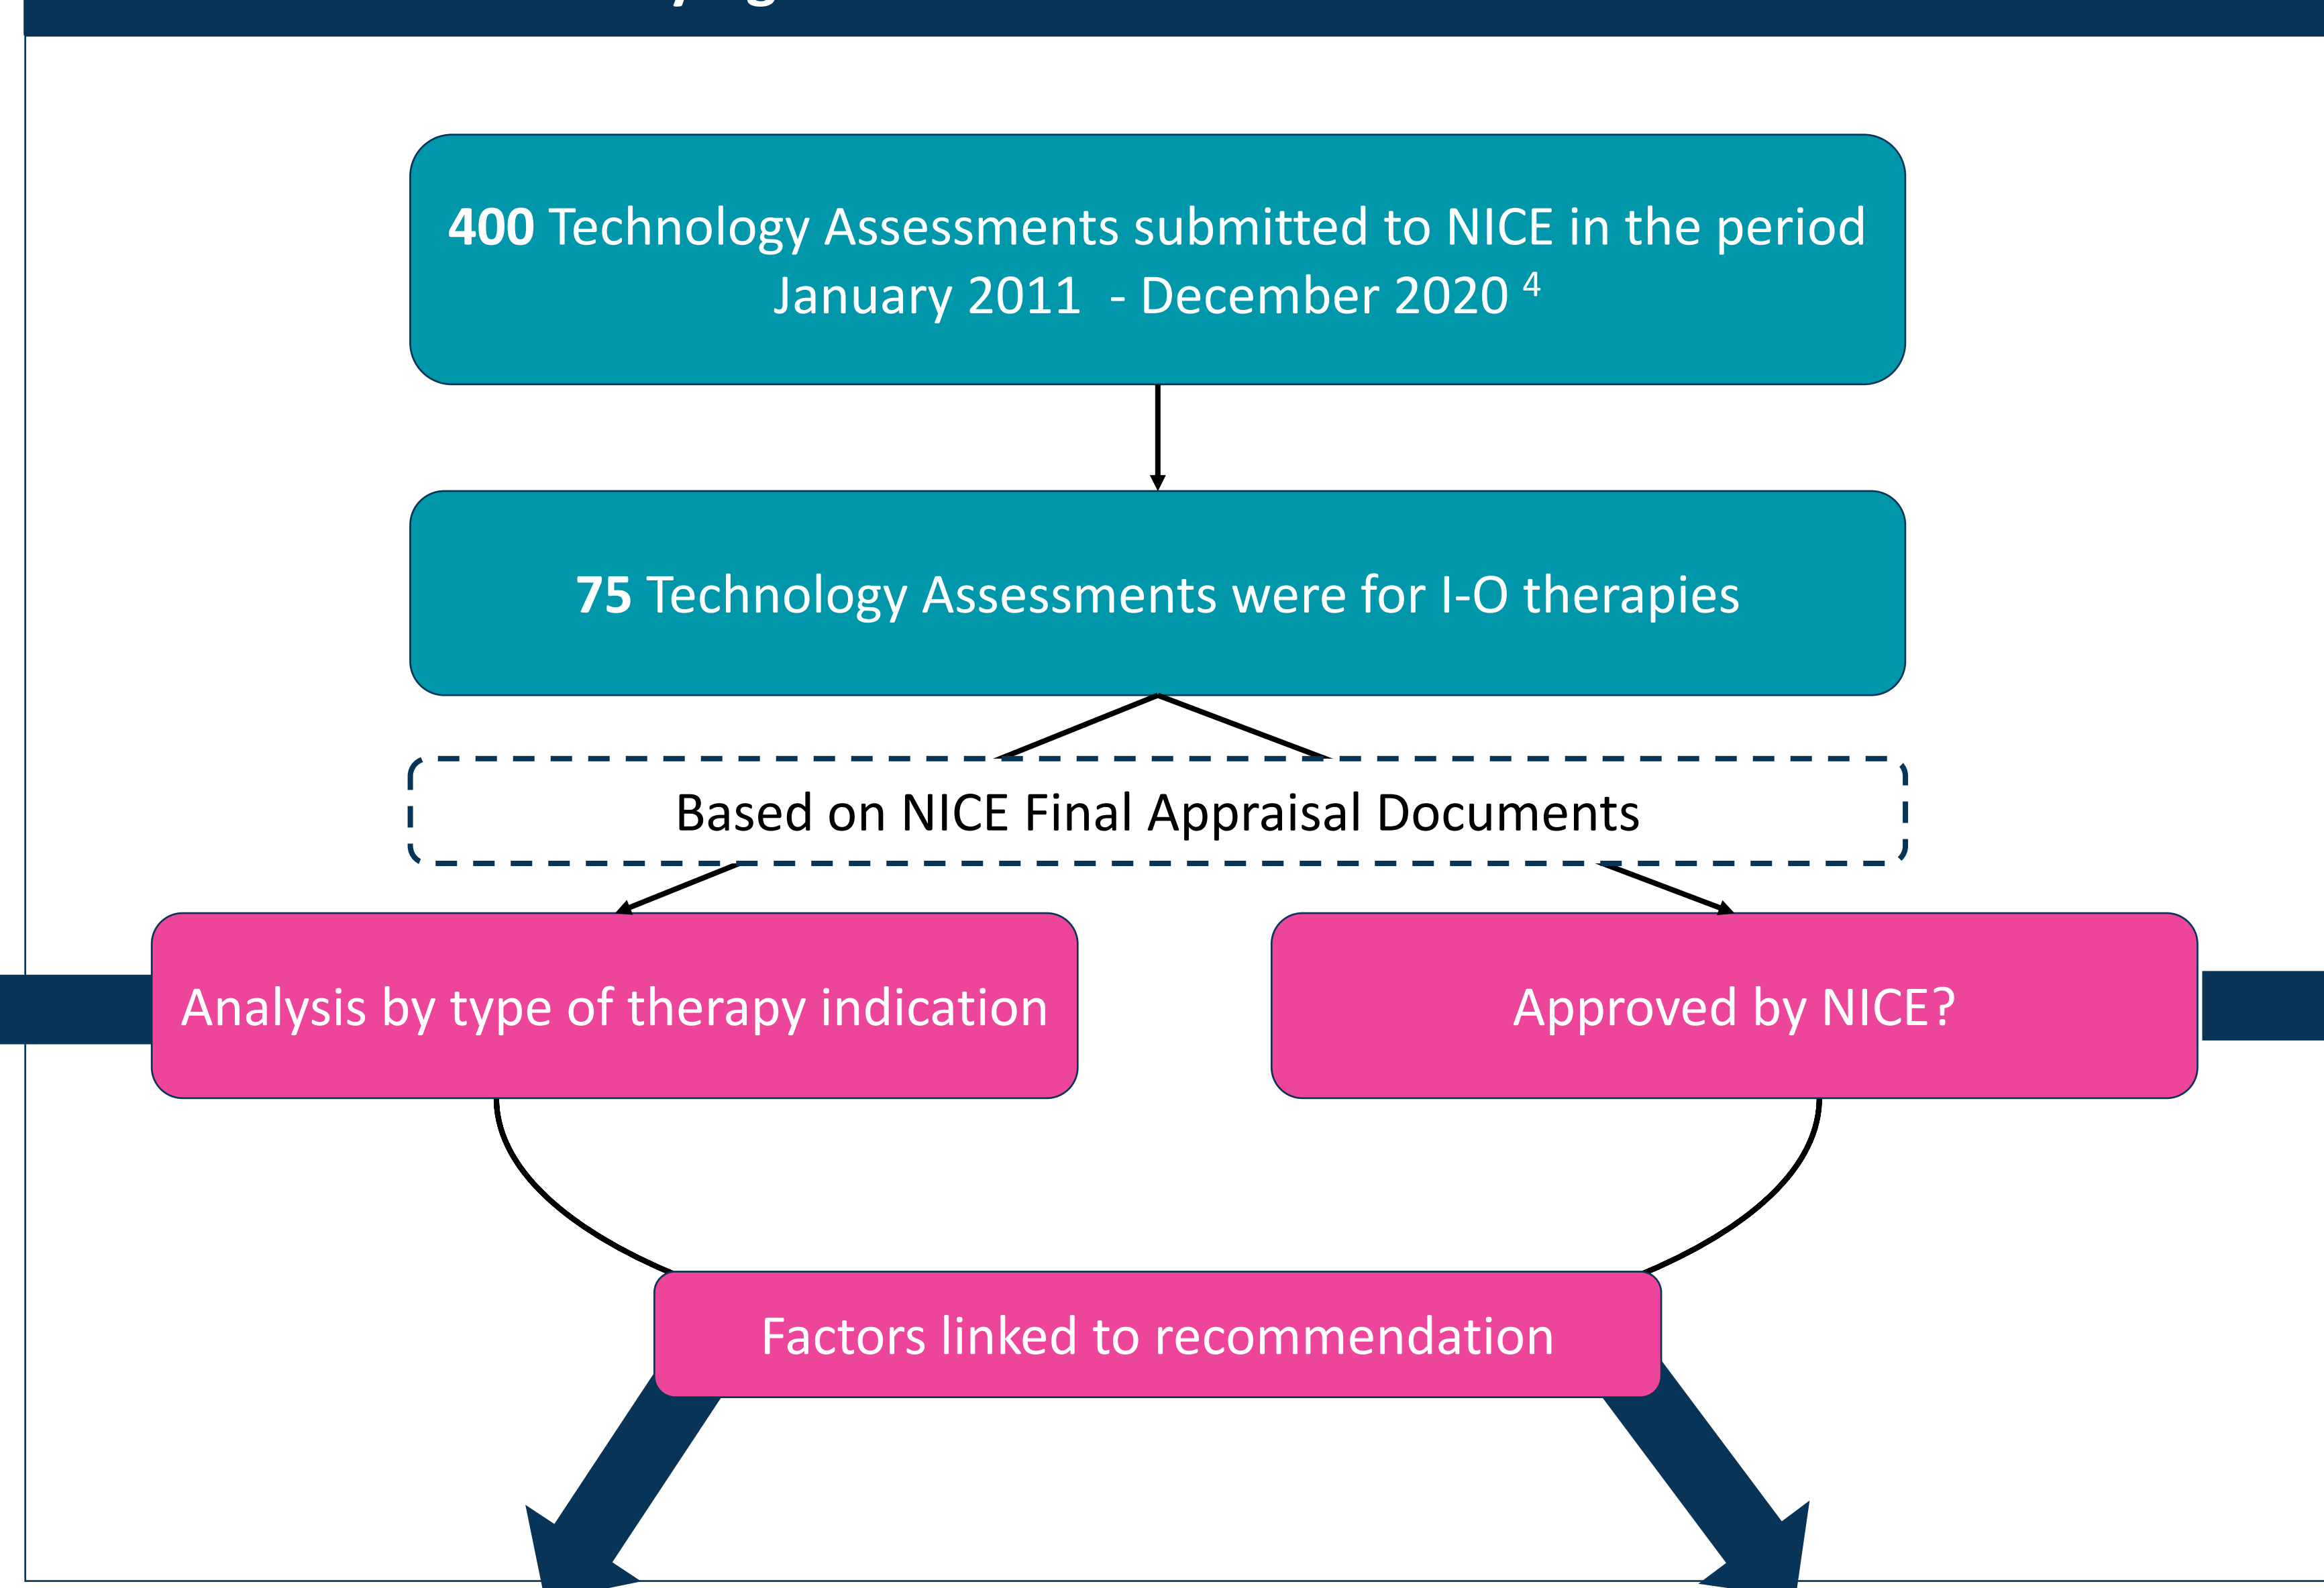 400 Technology Assessments submitted to NICE in the period
January 2011  - December 2020 4
75 Technology Assessments were for I-O therapies
Based on NICE Final Appraisal Documents
Analysis by type of therapy indication
Approved by NICE?
Factors linked to recommendation